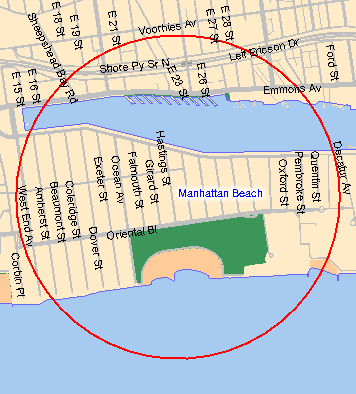 E 18 St
E 19 St
E 21 St
Voorhies Av
E 27 St
E 28 St
Sheepshead Bay Rd
Leif Ericson Dr
Ford St
Shore Py Sr N
E 15 St
E 16 St
E 23 St
E 26 St
Emmons Av
Hastings St
Decatur Av
Exeter St
Ocean Av
Falmouth St
Girard St
Manhattan Beach
Oxford St
Pembroke St
Quentin St
West End Av
Amherst St
Beaumont St
Coleridge St
Dover St
Oriental Bl
Corbin Pl